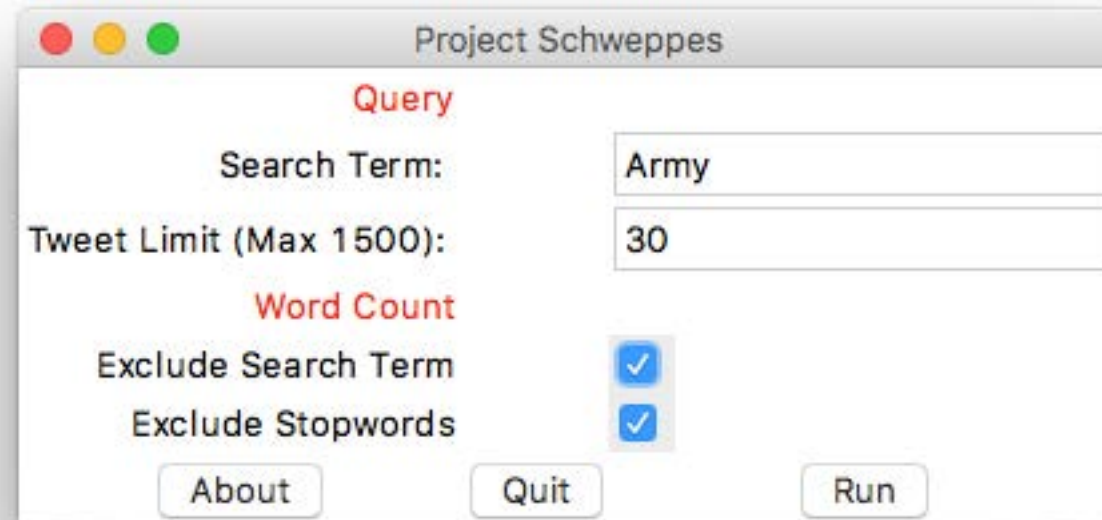 Project Schweppes
Query
Search Term: Army
Tweet Limit (Max 1500): 30
Word Count
Exclude Search Term
Exclude Stopwords
About Quit Run